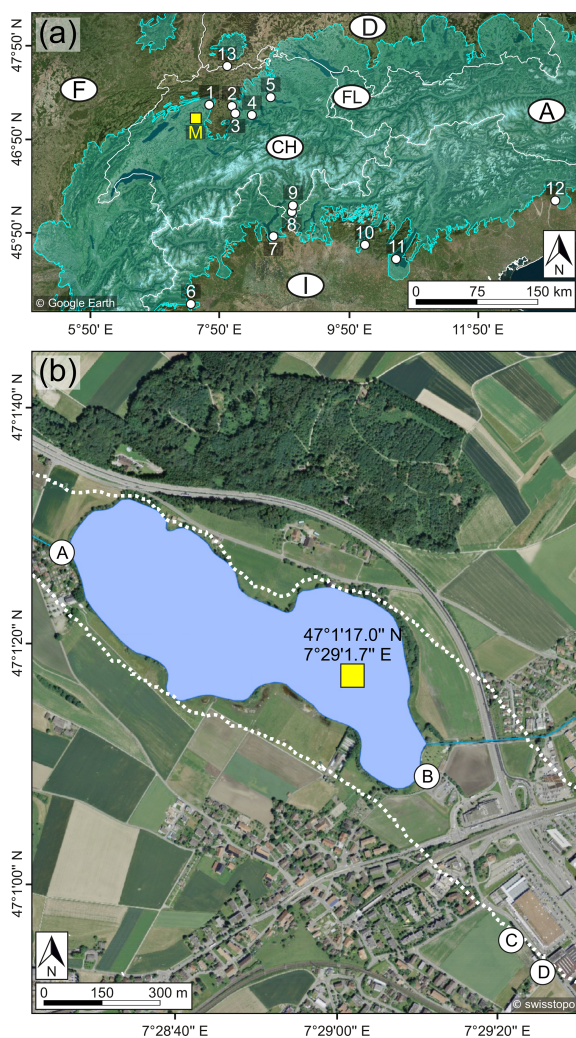 (a)
D
47°50' N
13
F
1
2
5
FL
A
3
4
46°50' N
M
CH
9
12
45°50' N
8
7
10
11
N
6
I
0 75 150 km
© Google Earth
5°50' E 7°50' E 9°50' E 11°50' E
(b)
47°1'40" N
A
47°1'20" N
47°1'17.0" N
7°29'1.7" E
B
47°1'00" N
C
D
N
0 150 300 m
© swisstopo
7°28'40" E 7°29'00" E 7°29'20" E